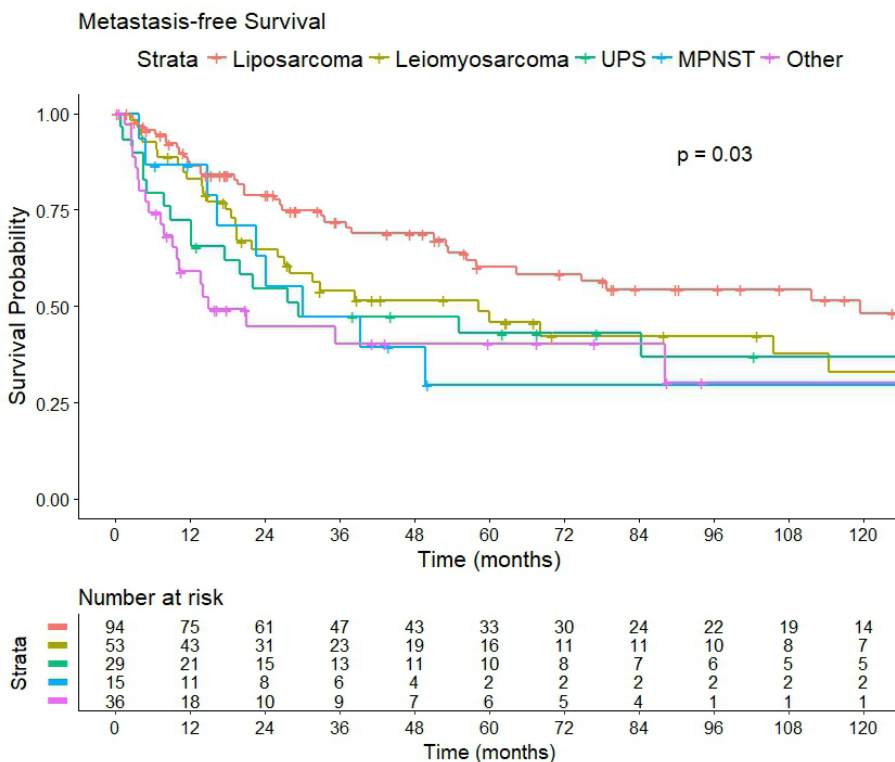 Metastasis-free Survival
Strata Liposarcoma Leiomyosarcoma UPS MPNST Other
1.00
0.75
0.50
0.25
0.00
Survival Probability
p = 0.03
0 12 24 36 48 60 72 84 96 108 120
Time (months)
Number at risk
Strata
94 75 61 47 43 33 30 24 22 19 14
53 43 31 23 19 16 11 11 10 8 7
29 21 15 13 11 10 8 7 6 5 5
15 11 8 6 4 2 2 2 2 2 2
36 18 10 9 7 6 5 4 1 1 1
0 12 24 36 48 60 72 84 96 108 120
Time (months)